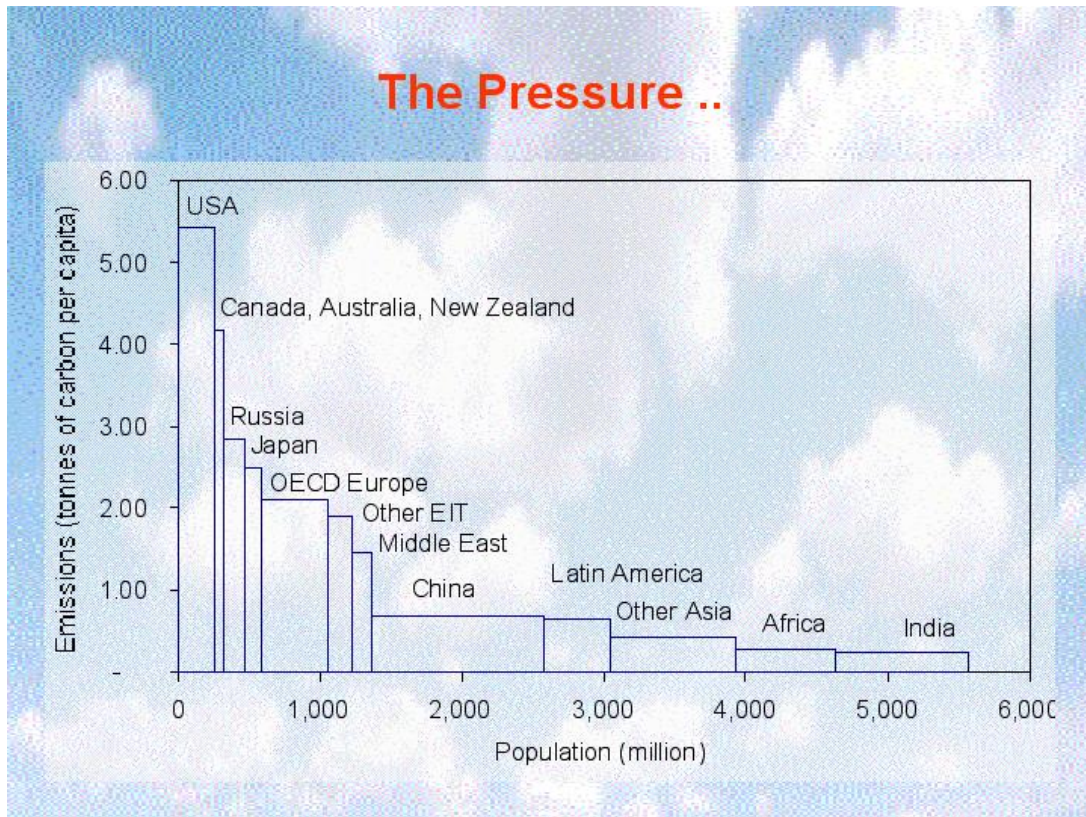 The Pressure ..
6.00
USA
Emissions (tonnes of carbon per capita)
5.00
Canada, Australia, New Zealand
4.00
Russia
3.00
Japan
OECD Europe
2.00
Other EIT
Middle East
Latin America
1.00
China
Other Asia
Africa
India
-
0
1,000
2,000
3,000
4,000
5,000
6,000
Population (million)